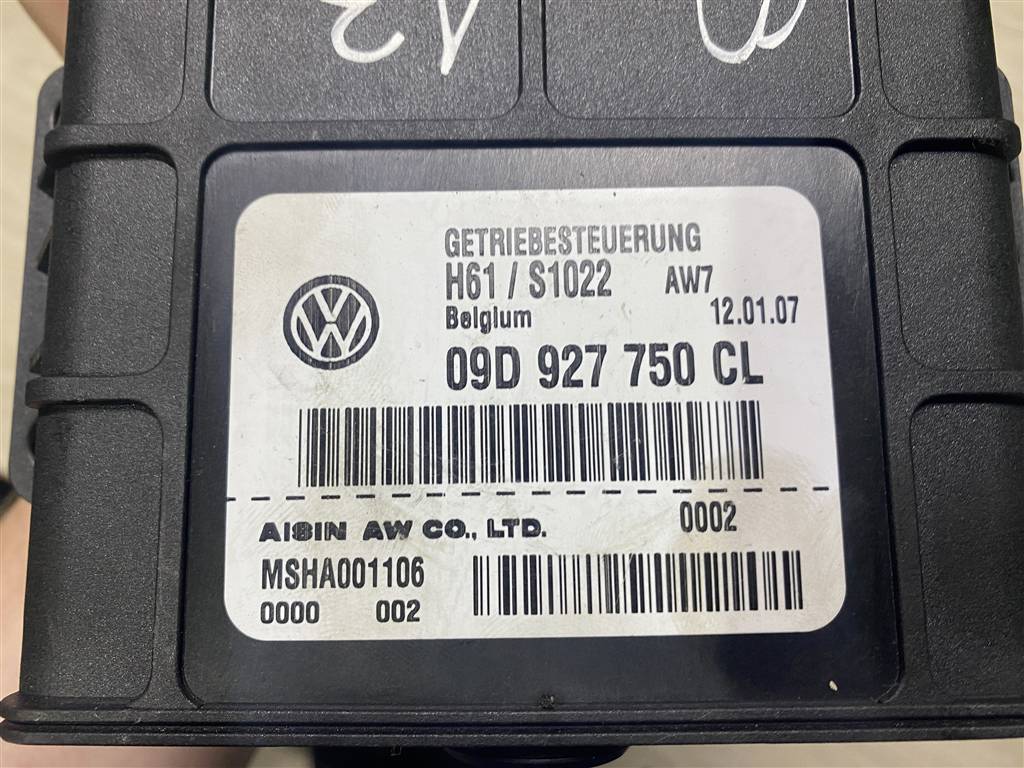 13
GETRIEBESTEUERUNG
H61 / S1022 AW7
Belgium 12.01.07
09D 927 750 CL
0002
AISIN AW CO., LTD.
MSHA001106
0000 002